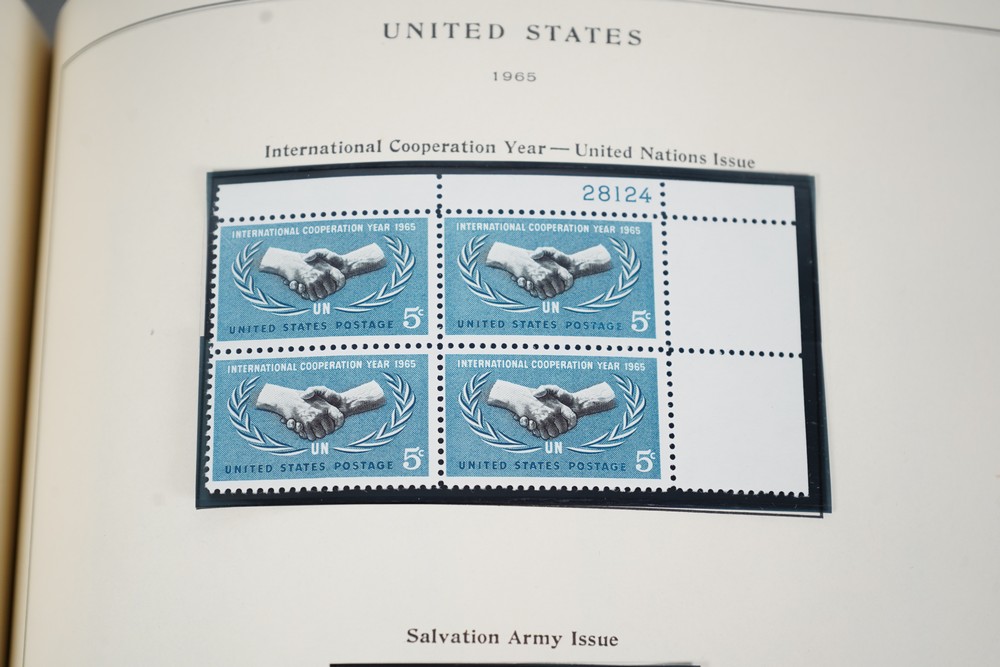 UNITED STATES
1965
International Cooperation Year — United Nations Issue
28124
INTERNATIONAL COOPERATION YEAR 1965
UN
UNITED STATES POSTAGE 5c
INTERNATIONAL COOPERATION YEAR 1965
UN
UNITED STATES POSTAGE 5c
INTERNATIONAL COOPERATION YEAR 1965
UN
UNITED STATES POSTAGE 5c
INTERNATIONAL COOPERATION YEAR 1965
UN
UNITED STATES POSTAGE 5c
Salvation Army Issue